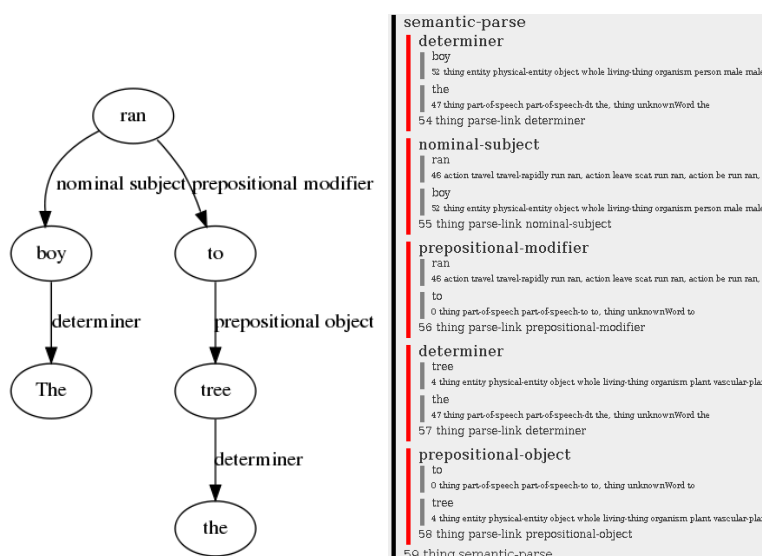 ran
nominal subject prepositional modifier
boy to
determiner prepositional object
The tree
determiner
the
semantic-parse
determiner
boy
52 thing entity physical-entity object whole living-thing organism person male
the
47 thing part-of-speech part-of-speech-dt the, thing unknownWord the
54 thing parse-link determiner
nominal-subject
ran
46 action travel travel-rapidly run ran, action leave scat run ran, action be run ran,
boy
52 thing entity physical-entity object whole living-thing organism person male
55 thing parse-link nominal-subject
prepositional-modifier
ran
46 action travel travel-rapidly run ran, action leave scat run ran, action be run ran,
to
0 thing part-of-speech part-of-speech-to to, thing unknownWord to
56 thing parse-link prepositional-modifier
determiner
tree
4 thing entity physical-entity object whole living-thing organism plant
the
47 thing part-of-speech part-of-speech-dt the, thing unknownWord the
57 thing parse-link determiner
prepositional-object
to
0 thing part-of-speech part-of-speech-to to, thing unknownWord to
tree
4 thing entity physical-entity object whole living-thing organism plant
58 thing parse-link prepositional-object
59 thing semantic-parse